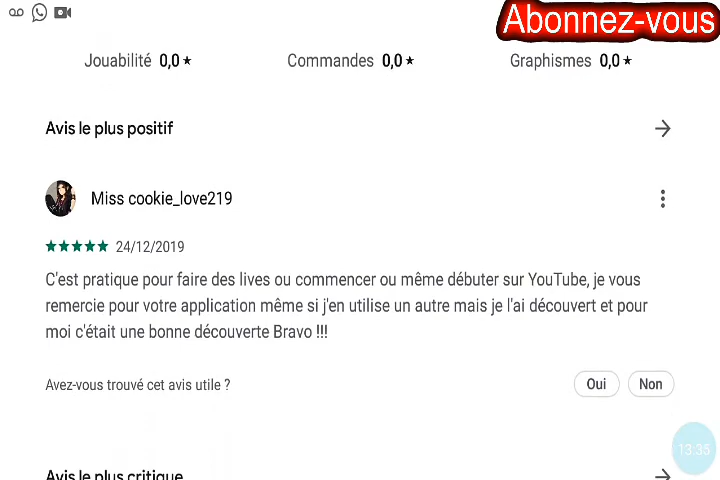 Abonnez-vous
Jouabilité 0,0 ★ Commandes 0,0 ★ Graphismes 0,0 ★
Avis le plus positif
Miss cookie_love219
★★★★★ 24/12/2019
C'est pratique pour faire des lives ou commencer ou même débuter sur YouTube, je vous
remercie pour votre application même si j'en utilise un autre mais je l'ai découvert et pour
moi c'était une bonne découverte Bravo !!!
Avez-vous trouvé cet avis utile ? Oui Non
13:35
Avis le plus critique